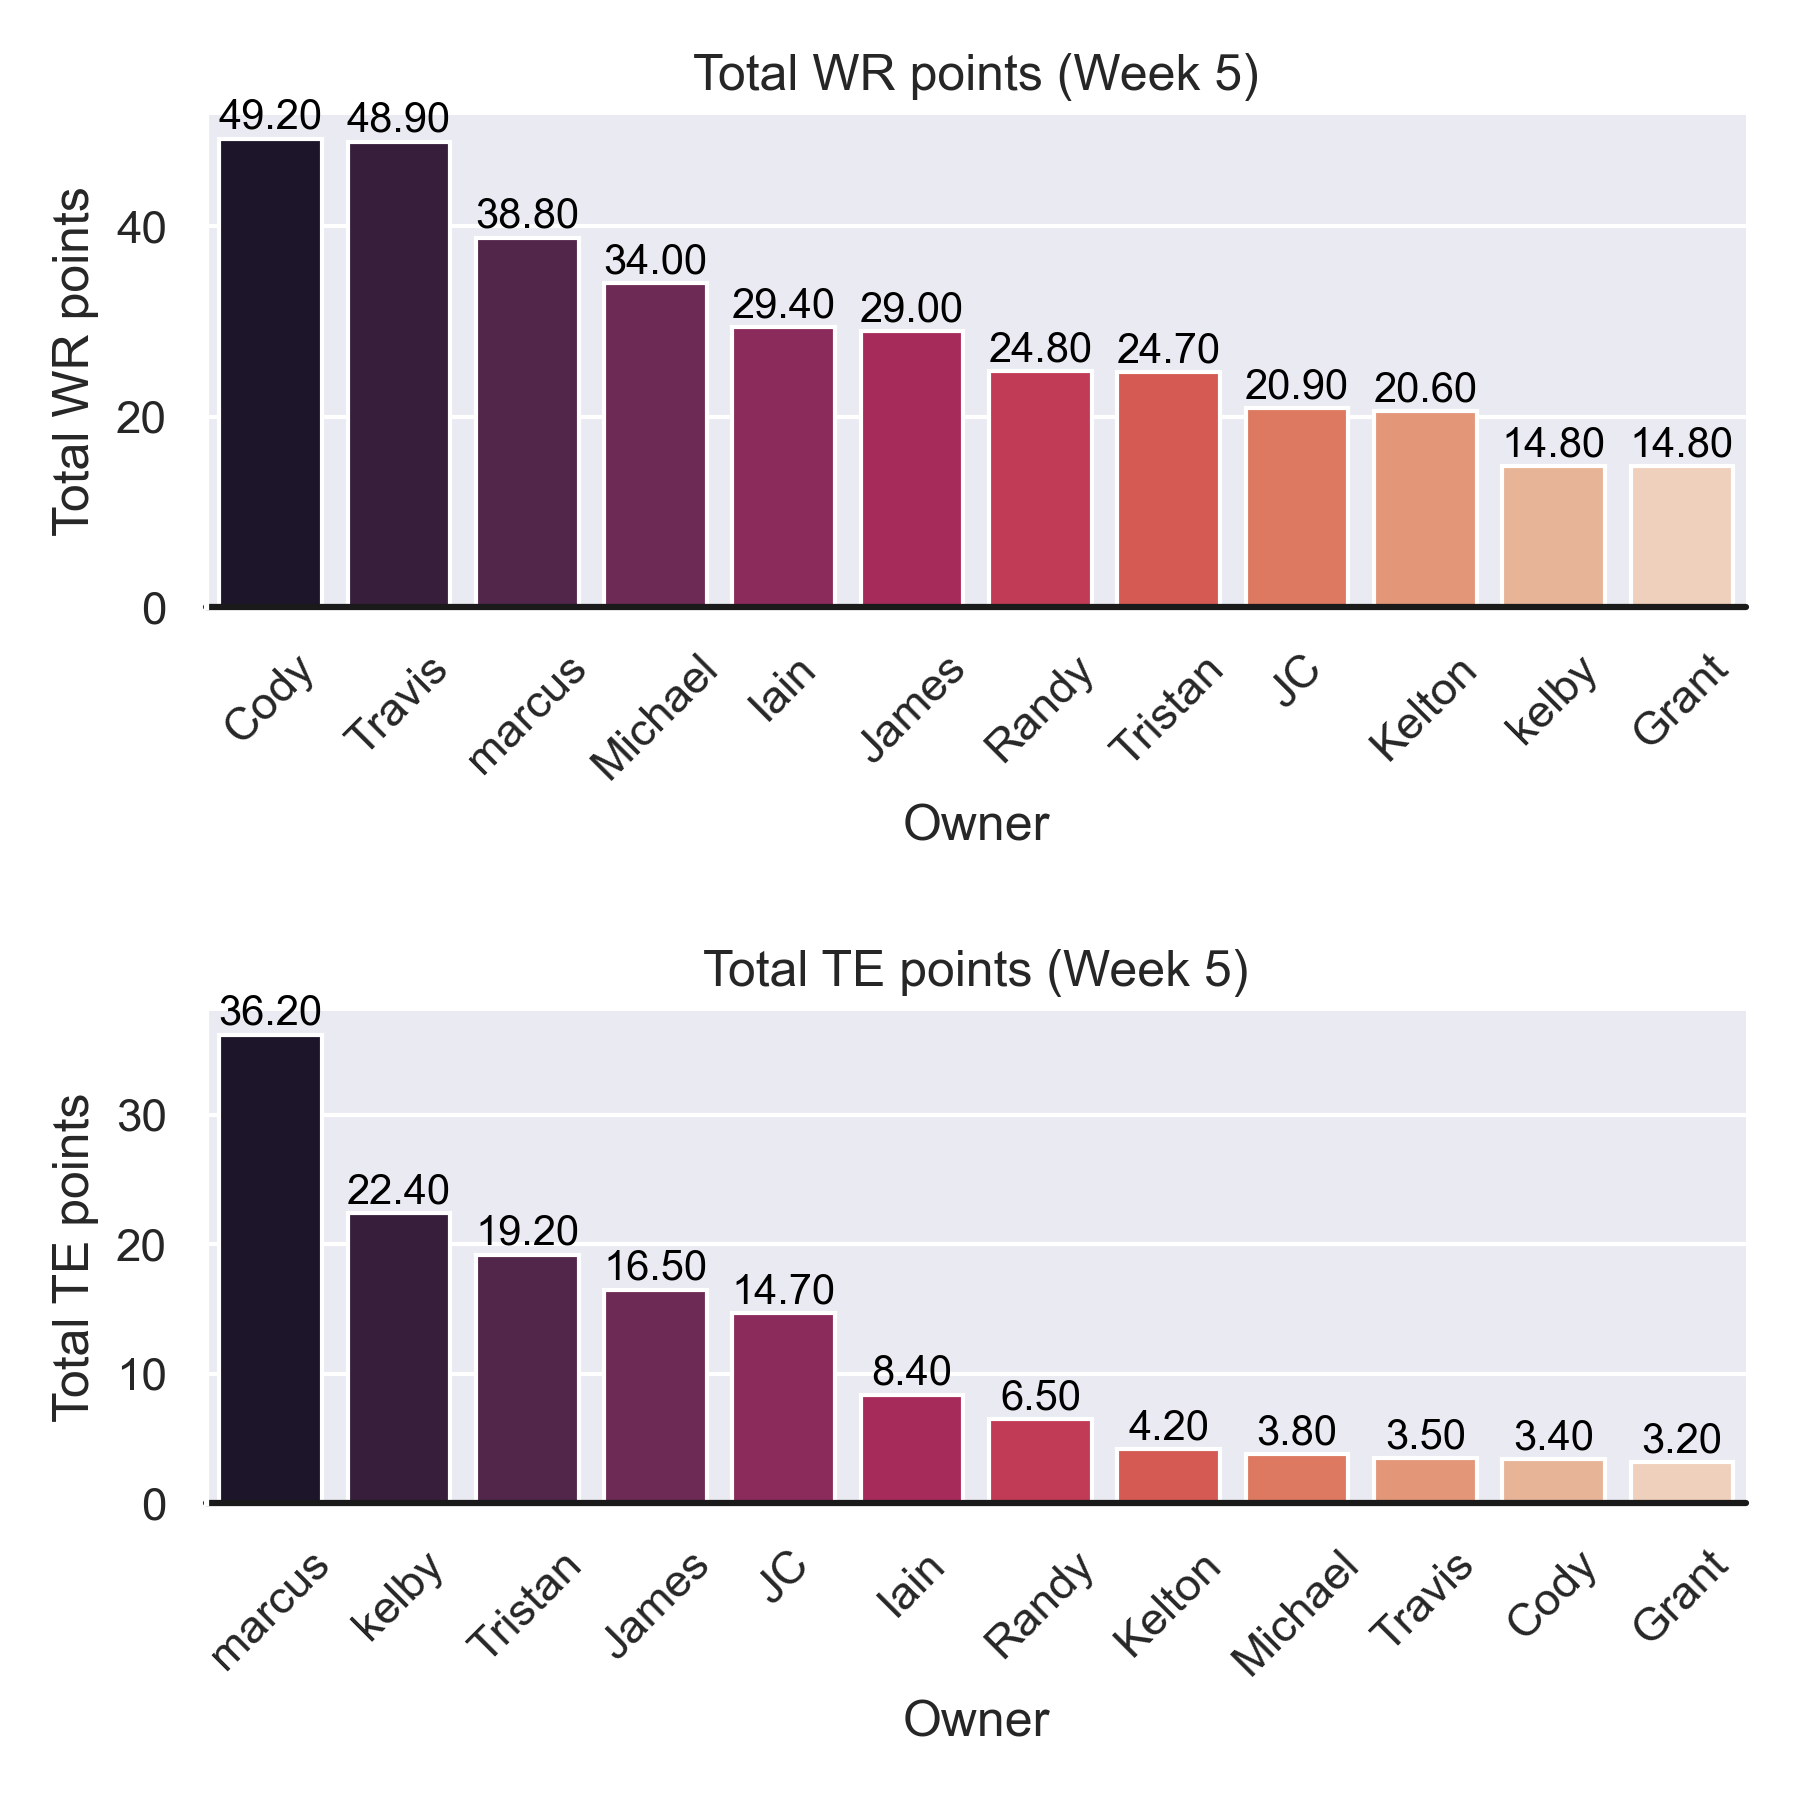 Total WR points (Week 5)
49.20 48.90 38.80 34.00 29.40 29.00 24.80 24.70 20.90 20.60 14.80 14.80
Total WR points
40
20
0
Cody Travis marcus Michael Iain James Randy Tristan JC Kelton kelby Grant
Owner
Total TE points (Week 5)
36.20 22.40 19.20 16.50 14.70 8.40 6.50 4.20 3.80 3.50 3.40 3.20
Total TE points
30
20
10
0
marcus kelby Tristan James JC Iain Randy Kelton Michael Travis Cody Grant
Owner